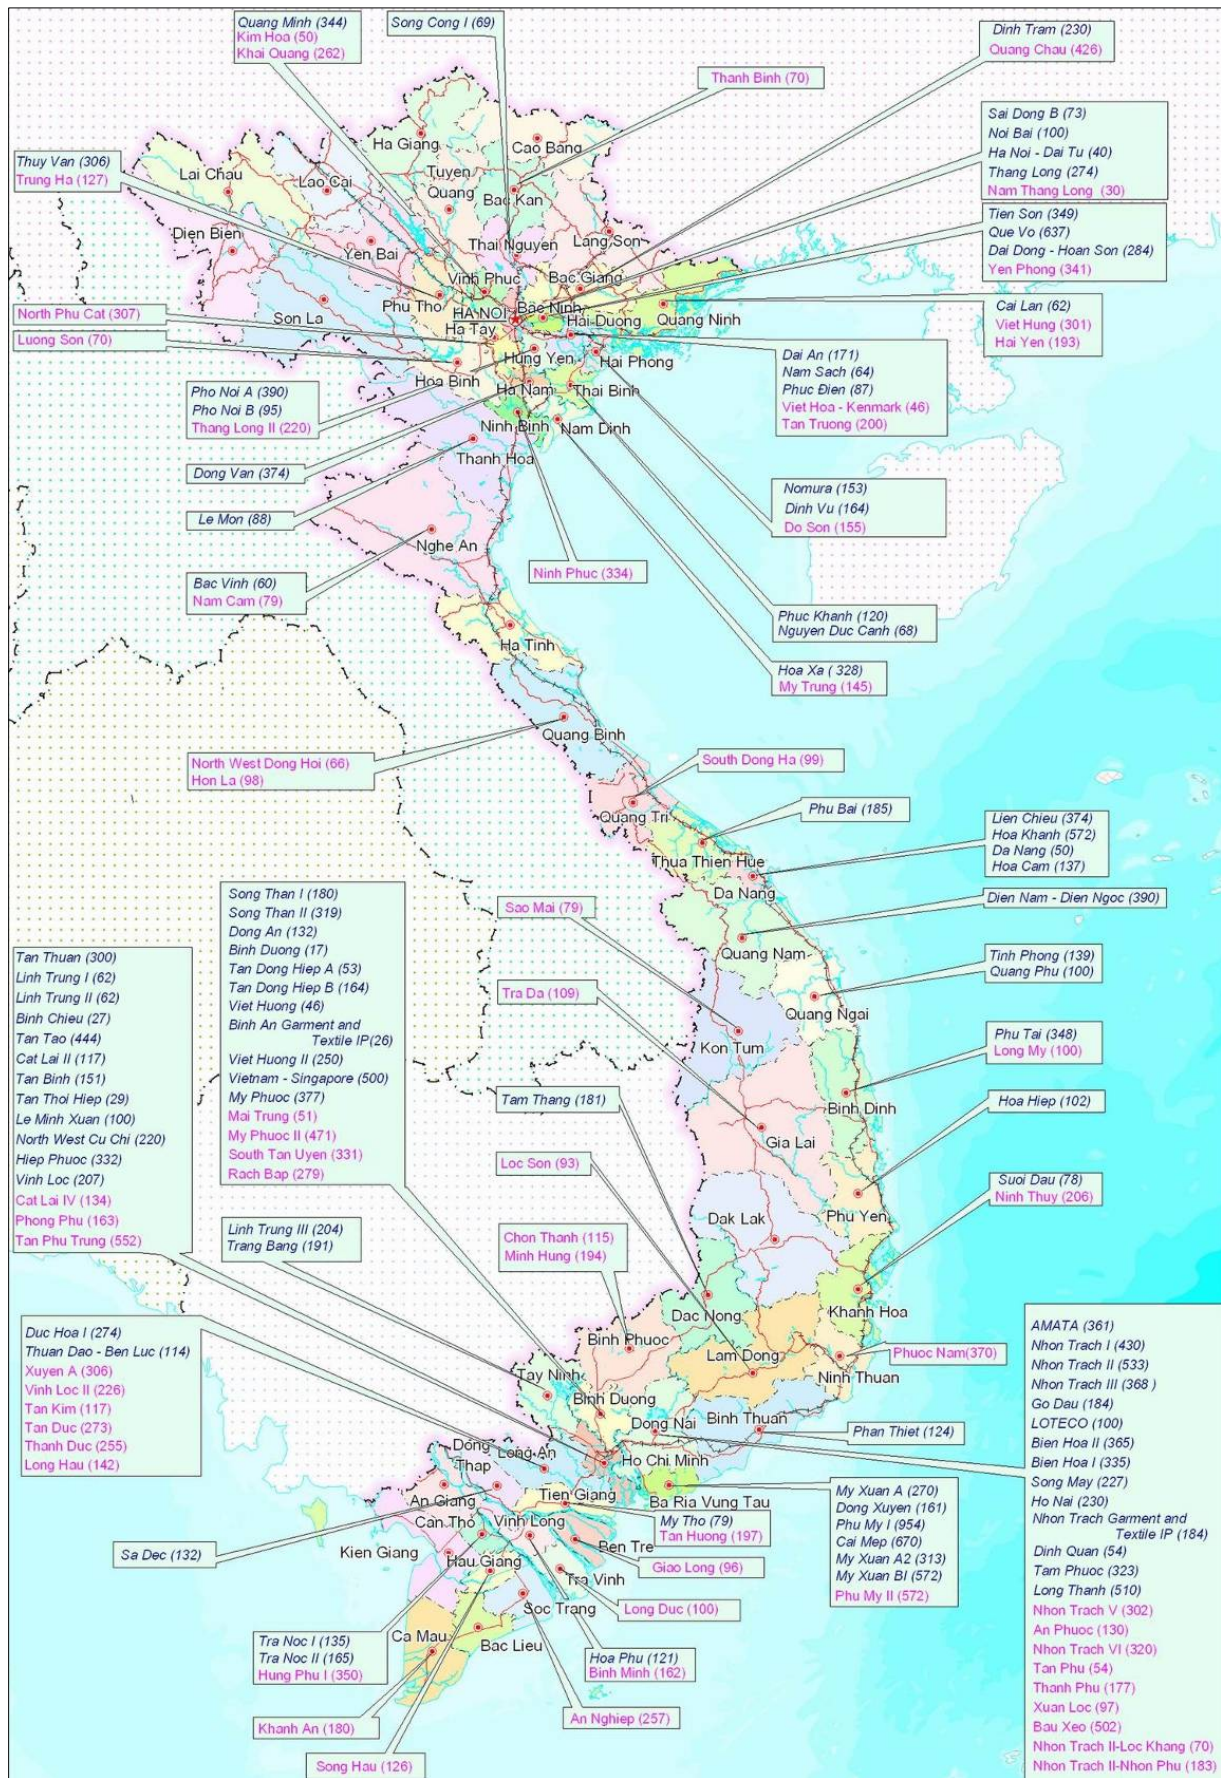 Quang Minh (344)
Kim Hoa (50)
Khai Quang (262)
Song Cong I (69)
Dinh Tram (230)
Quang Chau (426)
Thanh Binh (70)
Sai Dong B (73)
Noi Bai (100)
Ha Noi - Dai Tu (40)
Thang Long (274)
Nam Thang Long (30)
Thuy Van (306)
Trung Ha (127)
Tien Son (349)
Que Vo (637)
Dai Dong - Hoan Son (284)
Yen Phong (341)
Ha Giang
Cao Bang
Lai Chau
Lao Cai
Tuyen
Quang
Bac Kan
Dien Bien
Yen Bai
Thai Nguyen
Lang Son
Vinh Phuc
Bac Giang
Phu Tho
Son La
HA NOI
Bac Ninh
Quang Ninh
Ha Tay
Hai Duong
Hung Yen
Hai Phong
Hoa Binh
Ha Nam
Thai Binh
Ninh Binh
Nam Dinh
Thanh Hoa
Nghe An
Ha Tinh
Quang Binh
Quang Tri
Thua Thien Hue
Da Nang
Quang Nam
Quang Ngai
Kon Tum
Binh Dinh
Gia Lai
Phu Yen
Dak Lak
Khanh Hoa
Dac Nong
Binh Phuoc
Lam Dong
Ninh Thuan
Tay Ninh
Binh Duong
Dong Nai
Binh Thuan
Dong
Thap
Long An
Ho Chi Minh
Tien Giang
Ba Ria Vung Tau
An Giang
Can Tho
Vinh Long
Ben Tre
Kien Giang
Hau Giang
Tra Vinh
Soc Trang
Ca Mau
Bac Lieu
North Phu Cat (307)
Luong Son (70)
Cai Lan (62)
Viet Hung (301)
Hai Yen (193)
Pho Noi A (390)
Pho Noi B (95)
Thang Long II (220)
Dai An (171)
Nam Sach (64)
Phuc Đien (87)
Viet Hoa - Kenmark (46)
Tan Truong (200)
Dong Van (374)
Le Mon (88)
Nomura (153)
Dinh Vu (164)
Do Son (155)
Bac Vinh (60)
Nam Cam (79)
Ninh Phuc (334)
Phuc Khanh (120)
Nguyen Duc Canh (68)
Hoa Xa ( 328)
My Trung (145)
North West Dong Hoi (66)
Hon La (98)
South Dong Ha (99)
Phu Bai (185)
Lien Chieu (374)
Hoa Khanh (572)
Da Nang (50)
Hoa Cam (137)
Dien Nam - Dien Ngoc (390)
Sao Mai (79)
Tinh Phong (139)
Quang Phu (100)
Tra Da (109)
Phu Tai (348)
Long My (100)
Tam Thang (181)
Hoa Hiep (102)
Loc Son (93)
Suoi Dau (78)
Ninh Thuy (206)
Song Than I (180)
Song Than II (319)
Dong An (132)
Binh Duong (17)
Tan Dong Hiep A (53)
Tan Dong Hiep B (164)
Viet Huong (46)
Binh An Garment and
Textile IP(26)
Viet Huong II (250)
Vietnam - Singapore (500)
My Phuoc (377)
Mai Trung (51)
My Phuoc II (471)
South Tan Uyen (331)
Rach Bap (279)
Tan Thuan (300)
Linh Trung I (62)
Linh Trung II (62)
Binh Chieu (27)
Tan Tao (444)
Cat Lai II (117)
Tan Binh (151)
Tan Thoi Hiep (29)
Le Minh Xuan (100)
North West Cu Chi (220)
Hiep Phuoc (332)
Vinh Loc (207)
Cat Lai IV (134)
Phong Phu (163)
Tan Phu Trung (552)
Linh Trung III (204)
Trang Bang (191)
Chon Thanh (115)
Minh Hung (194)
Phuoc Nam(370)
Duc Hoa I (274)
Thuan Dao - Ben Luc (114)
Xuyen A (306)
Vinh Loc II (226)
Tan Kim (117)
Tan Duc (273)
Thanh Duc (255)
Long Hau (142)
Phan Thiet (124)
AMATA (361)
Nhon Trach I (430)
Nhon Trach II (533)
Nhon Trach III (368 )
Go Dau (184)
LOTECO (100)
Bien Hoa II (365)
Bien Hoa I (335)
Song May (227)
Ho Nai (230)
Nhon Trach Garment and
Textile IP (184)
Dinh Quan (54)
Tam Phuoc (323)
Long Thanh (510)
Nhon Trach V (302)
An Phuoc (130)
Nhon Trach VI (320)
Tan Phu (54)
Thanh Phu (177)
Xuan Loc (97)
Bau Xeo (502)
Nhon Trach II-Loc Khang (70)
Nhon Trach II-Nhon Phu (183)
My Xuan A (270)
Dong Xuyen (161)
Phu My I (954)
Cai Mep (670)
My Xuan A2 (313)
My Xuan BI (572)
Phu My II (572)
My Tho (79)
Tan Huong (197)
Giao Long (96)
Long Duc (100)
Sa Dec (132)
Tra Noc I (135)
Tra Noc II (165)
Hung Phu I (350)
Hoa Phu (121)
Binh Minh (162)
Khanh An (180)
An Nghiep (257)
Song Hau (126)